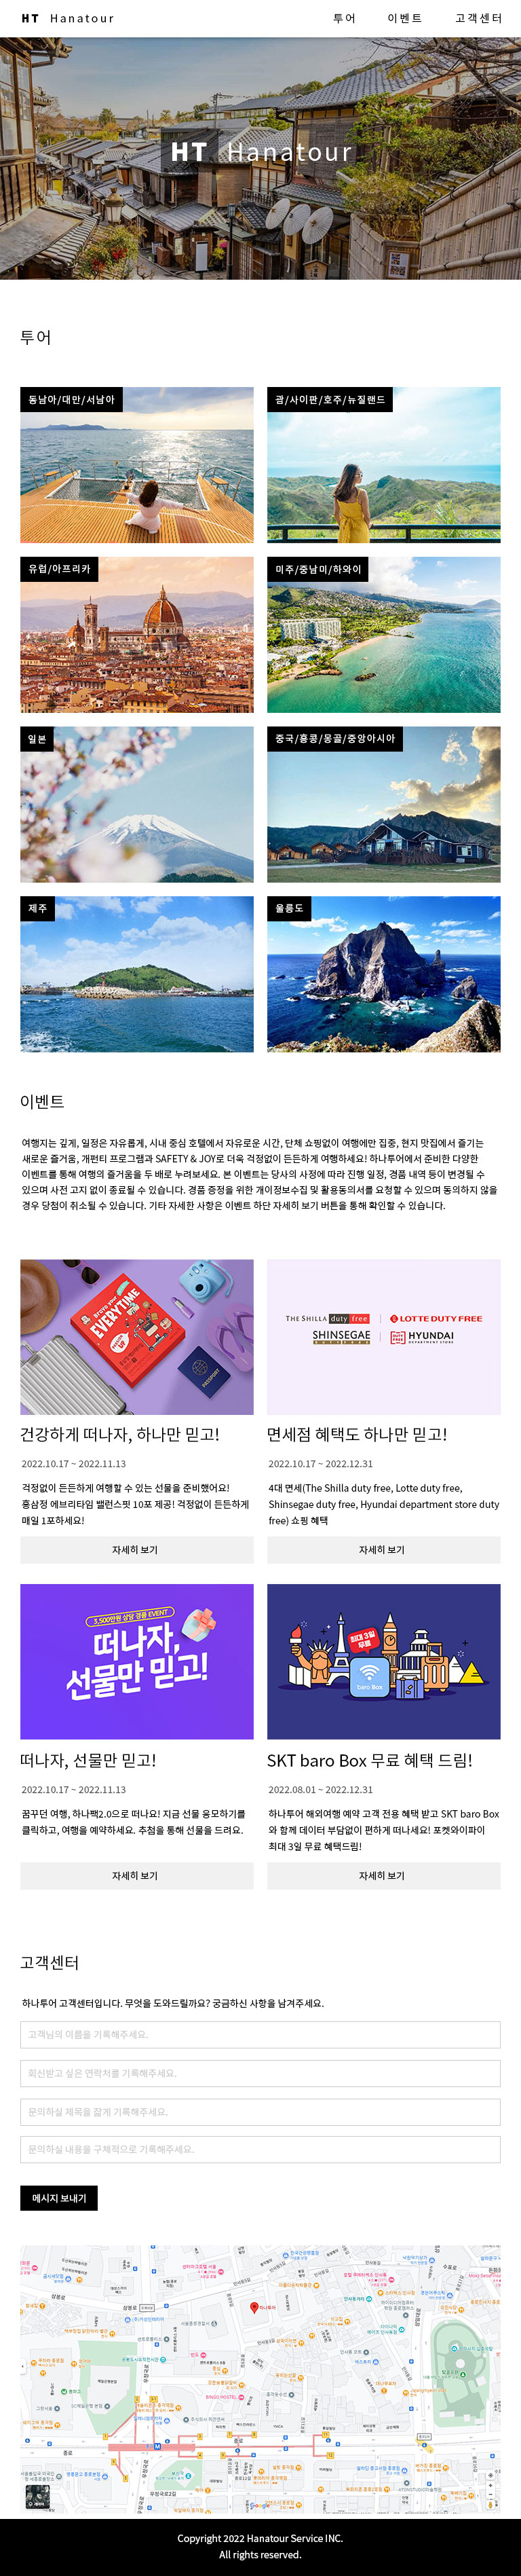 HT Hanatour
투어 이벤트 고객센터
HT Hanatour
투어
동남아/대만/서남아
괌/사이판/호주/뉴질랜드
유럽/아프리카
미주/중남미/하와이
일본
중국/홍콩/몽골/중앙아시아
제주
울릉도
이벤트
여행지는 깊게, 일정은 자유롭게, 시내 중심 호텔에서 자유로운 시간, 단체 쇼핑없이 여행에만 집중, 현지 맛집에서 즐기는
새로운 즐거움, 개런티 프로그램과 SAFETY & JOY로 더욱 걱정없이 든든하게 여행하세요! 하나투어에서 준비한 다양한
이벤트를 통해 여행의 즐거움을 두 배로 누려보세요. 본 이벤트는 당사의 사정에 따라 진행 일정, 경품 내역 등이 변경될 수
있으며 사전 고지 없이 종료될 수 있습니다. 경품 증정을 위한 개인정보수집 및 활용동의서를 요청할 수 있으며 동의하지 않을
경우 당첨이 취소될 수 있습니다. 기타 자세한 사항은 이벤트 하단 자세히 보기 버튼을 통해 확인할 수 있습니다.
EVERYTIME
PASSPORT
THE SHILLA duty free LOTTE DUTY FREE
SHINSEGAE DUTY FREE HYUNDAI DEPARTMENT STORE DUTY FREE
건강하게 떠나자, 하나만 믿고!
2022.10.17 ~ 2022.11.13
걱정없이 든든하게 여행할 수 있는 선물을 준비했어요!
홍삼정 에브리타임 밸런스핏 10포 제공! 걱정없이 든든하게
매일 1포하세요!
자세히 보기
면세점 혜택도 하나만 믿고!
2022.10.17 ~ 2022.12.31
4대 면세(The Shilla duty free, Lotte duty free,
Shinsegae duty free, Hyundai department store duty
free) 쇼핑 혜택
자세히 보기
3,500만원 상당 경품 EVENT
떠나자,
선물만 믿고!
최대 3일
무료
baro Box
떠나자, 선물만 믿고!
2022.10.17 ~ 2022.11.13
꿈꾸던 여행, 하나팩2.0으로 떠나요! 지금 선물 응모하기를
클릭하고, 여행을 예약하세요. 추첨을 통해 선물을 드려요.
자세히 보기
SKT baro Box 무료 혜택 드림!
2022.08.01 ~ 2022.12.31
하나투어 해외여행 예약 고객 전용 혜택 받고 SKT baro Box
와 함께 데이터 부담없이 편하게 떠나세요! 포켓와이파이
최대 3일 무료 혜택드림!
자세히 보기
고객센터
하나투어 고객센터입니다. 무엇을 도와드릴까요? 궁금하신 사항을 남겨주세요.
고객님의 이름을 기록해주세요.
회신받고 싶은 연락처를 기록해주세요.
문의하실 제목을 짧게 기록해주세요.
문의하실 내용을 구체적으로 기록해주세요.
메시지 보내기
하나투어
종로
종로
Google
Copyright 2022 Hanatour Service INC.
All rights reserved.